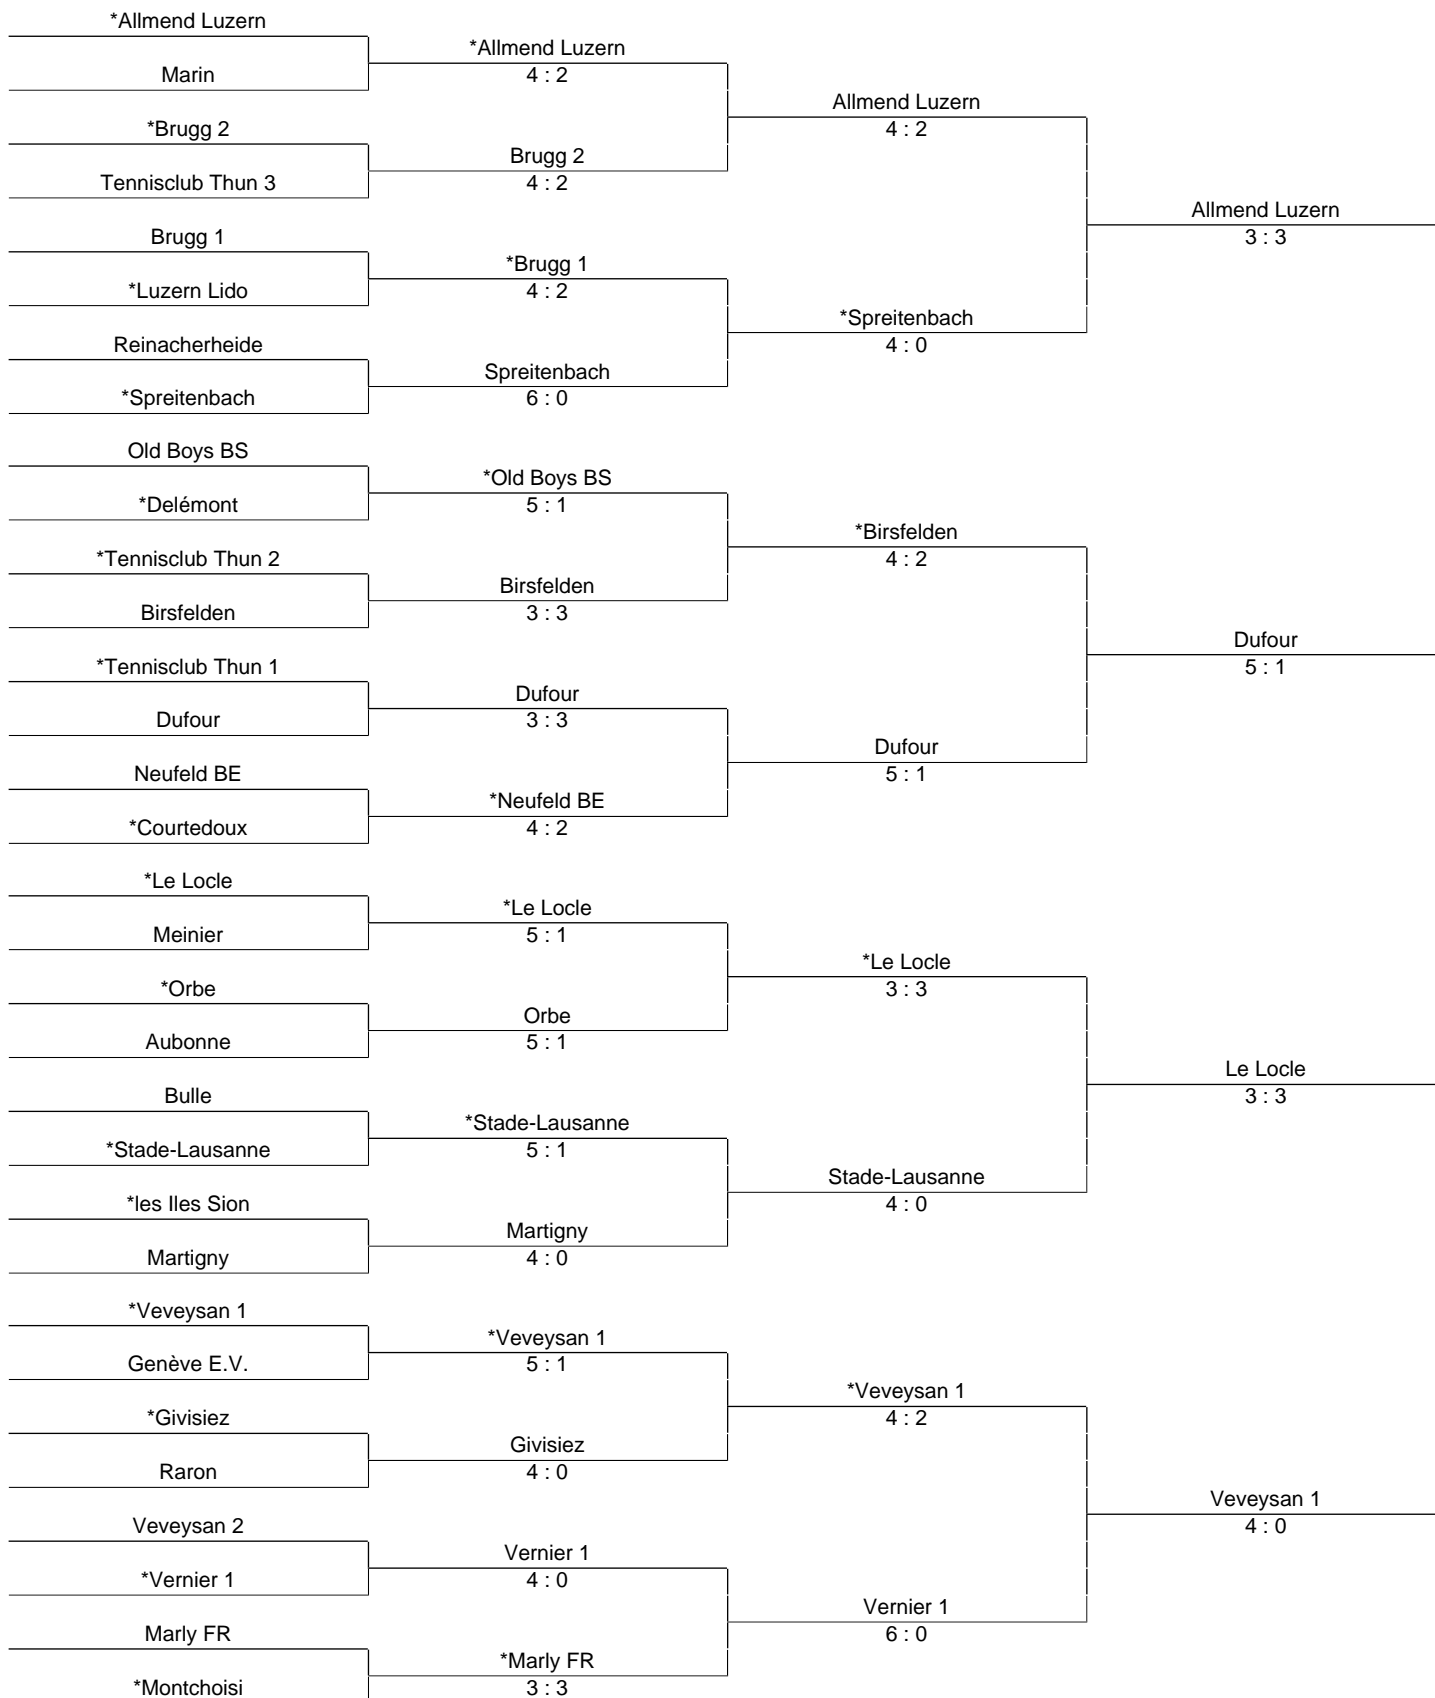 *Allmend Luzern
Marin
*Brugg 2
Tennisclub Thun 3
Brugg 1
*Luzern Lido
Reinacherheide
*Spreitenbach
Old Boys BS
*Delémont
*Tennisclub Thun 2
Birsfelden
*Tennisclub Thun 1
Dufour
Neufeld BE
*Courtedoux
*Le Locle
Meinier
*Orbe
Aubonne
Bulle
*Stade-Lausanne
*les Iles Sion
Martigny
*Veveysan 1
Genève E.V.
*Givisiez
Raron
Veveysan 2
*Vernier 1
Marly FR
*Montchoisi
*Allmend Luzern
4 : 2
Brugg 2
4 : 2
*Brugg 1
4 : 2
Spreitenbach
6 : 0
*Old Boys BS
5 : 1
Birsfelden
3 : 3
Dufour
3 : 3
*Neufeld BE
4 : 2
*Le Locle
5 : 1
Orbe
5 : 1
*Stade-Lausanne
5 : 1
Martigny
4 : 0
*Veveysan 1
5 : 1
Givisiez
4 : 0
Vernier 1
4 : 0
*Marly FR
3 : 3
Allmend Luzern
4 : 2
*Spreitenbach
4 : 0
*Birsfelden
4 : 2
Dufour
5 : 1
*Le Locle
3 : 3
Stade-Lausanne
4 : 0
*Veveysan 1
4 : 2
Vernier 1
6 : 0
Allmend Luzern
3 : 3
Dufour
5 : 1
Le Locle
3 : 3
Veveysan 1
4 : 0